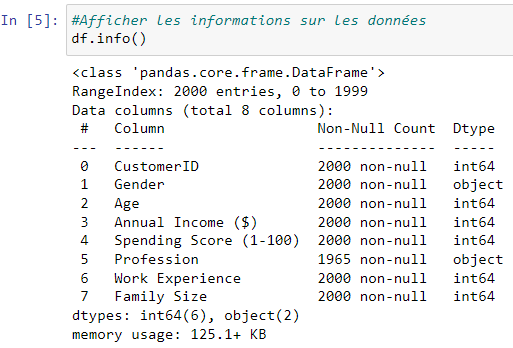 In [5]: #Afficher les informations sur les données
df.info()
<class 'pandas.core.frame.DataFrame'>
RangeIndex: 2000 entries, 0 to 1999
Data columns (total 8 columns):
 #   Column                  Non-Null Count  Dtype
---  ------                  --------------  -----
 0   CustomerID              2000 non-null   int64
 1   Gender                  2000 non-null   object
 2   Age                     2000 non-null   int64
 3   Annual Income ($)       2000 non-null   int64
 4   Spending Score (1-100)  2000 non-null   int64
 5   Profession              1965 non-null   object
 6   Work Experience         2000 non-null   int64
 7   Family Size             2000 non-null   int64
dtypes: int64(6), object(2)
memory usage: 125.1+ KB